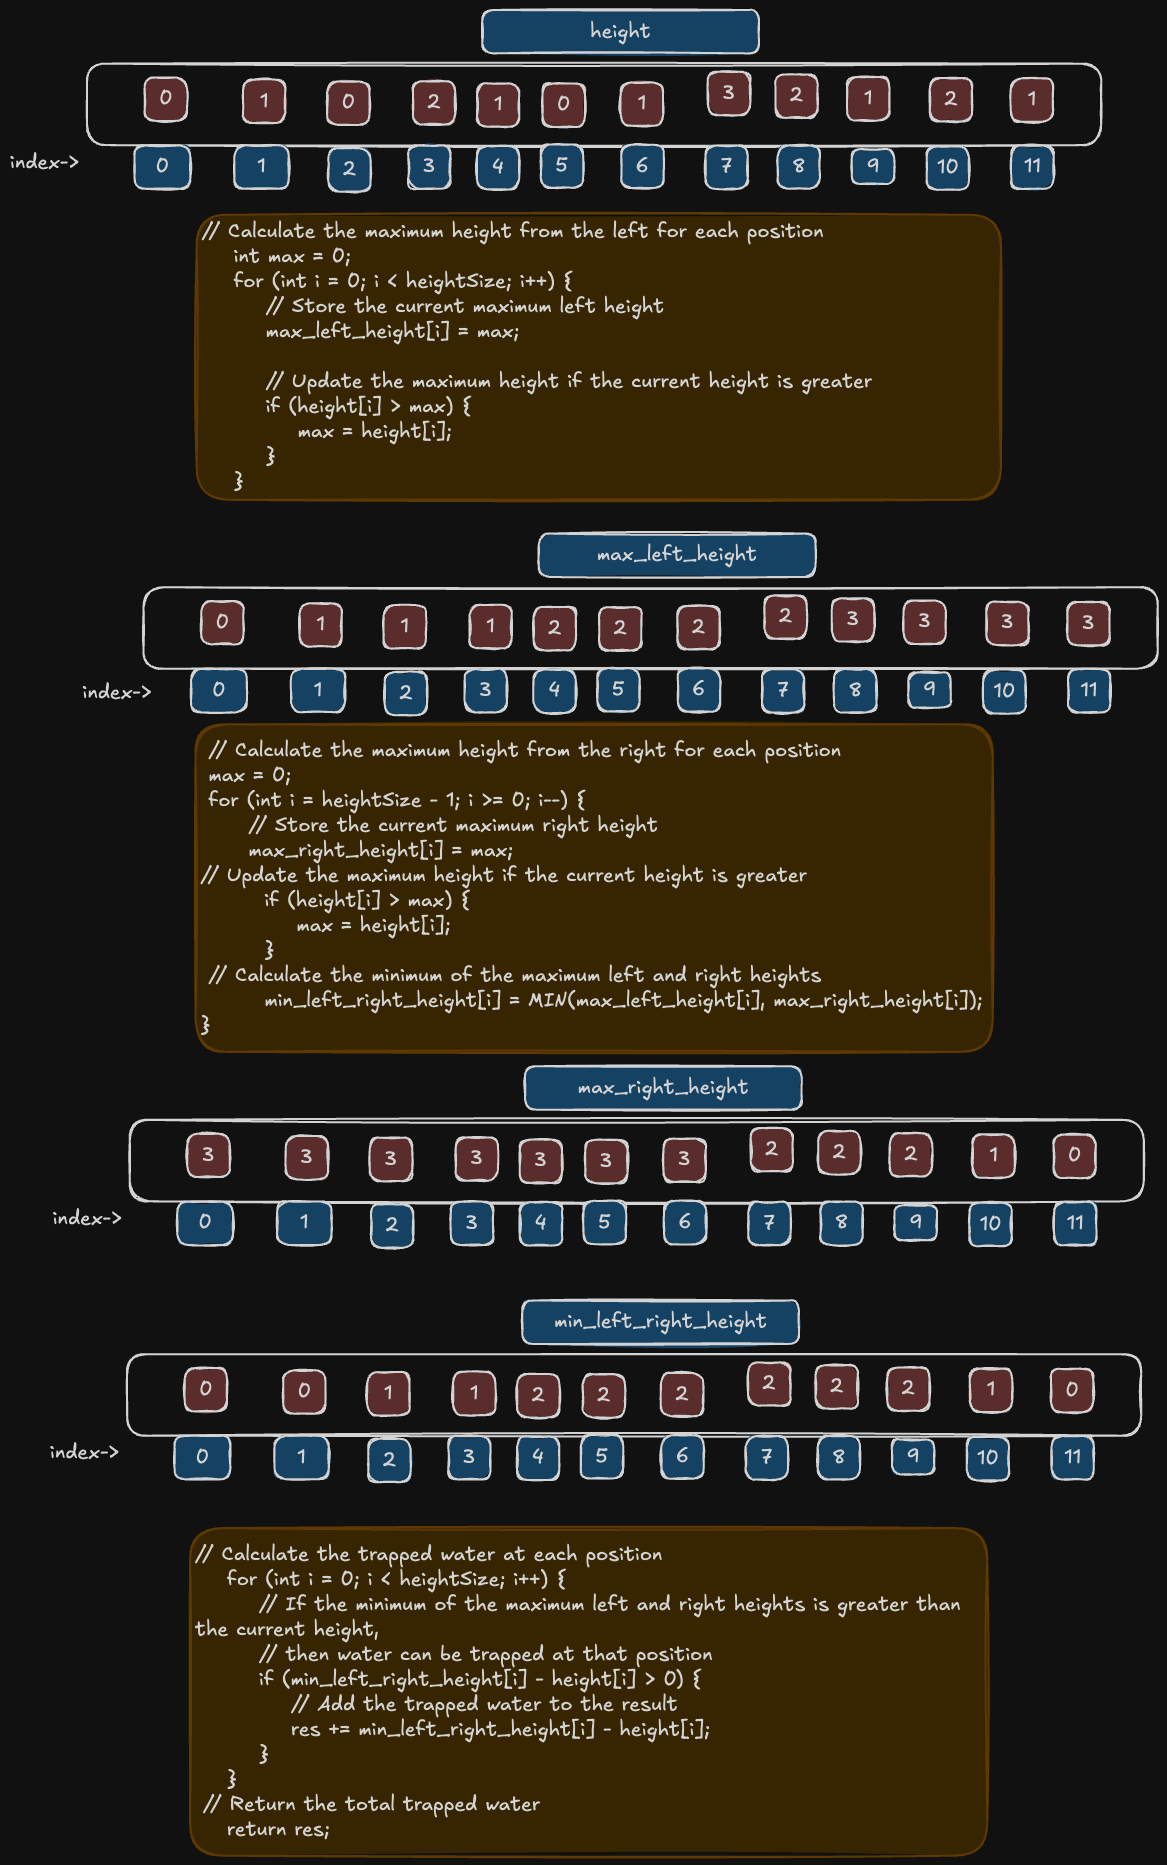 height
0 1 0 2 1 0 1 3 2 1 2 1
index-> 0 1 2 3 4 5 6 7 8 9 10 11
// Calculate the maximum height from the left for each position
int max = 0;
for (int i = 0; i < heightSize; i++) {
// Store the current maximum left height
max_left_height[i] = max;
// Update the maximum height if the current height is greater
if (height[i] > max) {
max = height[i];
}
}
max_left_height
0 1 1 1 2 2 2 2 3 3 3 3
index-> 0 1 2 3 4 5 6 7 8 9 10 11
// Calculate the maximum height from the right for each position
max = 0;
for (int i = heightSize - 1; i >= 0; i--) {
// Store the current maximum right height
max_right_height[i] = max;
// Update the maximum height if the current height is greater
if (height[i] > max) {
max = height[i];
}
// Calculate the minimum of the maximum left and right heights
min_left_right_height[i] = MIN(max_left_height[i], max_right_height[i]);
}
max_right_height
3 3 3 3 3 3 3 2 2 2 1 0
index-> 0 1 2 3 4 5 6 7 8 9 10 11
min_left_right_height
0 0 1 1 2 2 2 2 2 2 1 0
index-> 0 1 2 3 4 5 6 7 8 9 10 11
// Calculate the trapped water at each position
for (int i = 0; i < heightSize; i++) {
// If the minimum of the maximum left and right heights is greater than
the current height,
// then water can be trapped at that position
if (min_left_right_height[i] - height[i] > 0) {
// Add the trapped water to the result
res += min_left_right_height[i] - height[i];
}
}
// Return the total trapped water
return res;